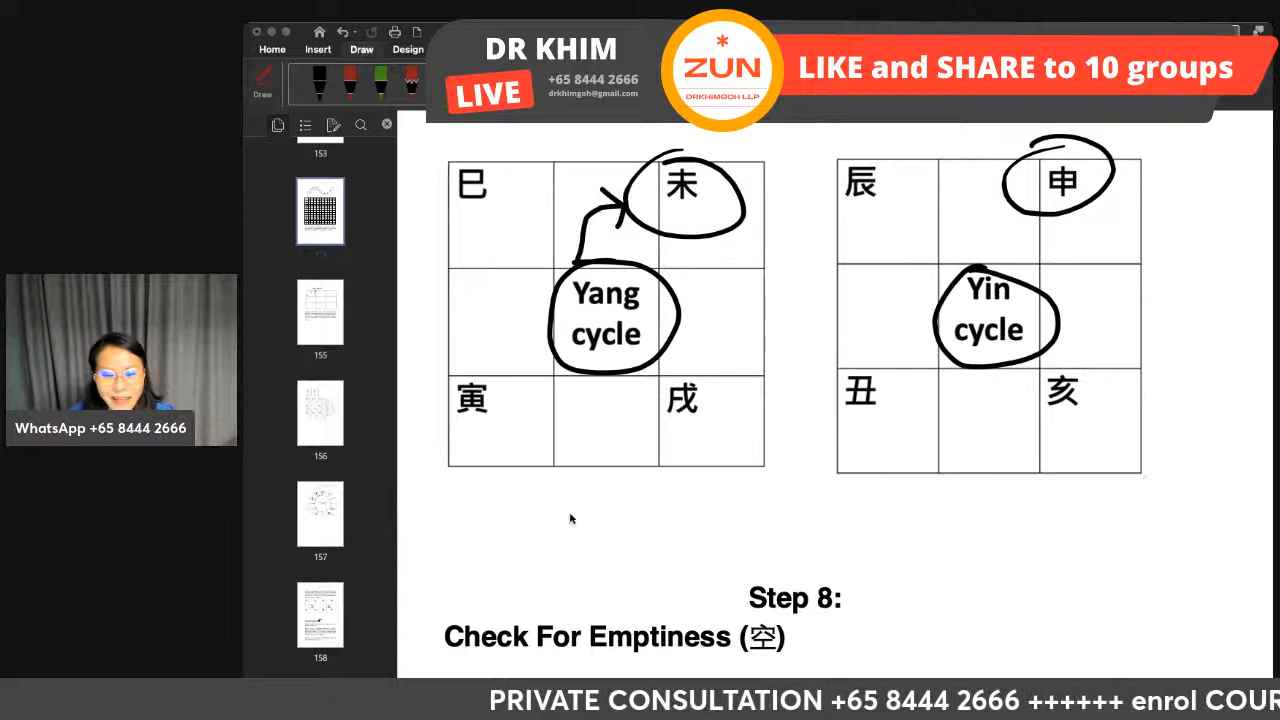 DR KHIM
LIVE
+65 8444 2666
drkhimgoh@gmail.com
*
ZUN
DRKHIMGOH LLP
LIKE and SHARE to 10 groups
Home Insert Draw Design
Draw
153
155
156
157
158
巳 未
Yang
cycle
寅 戌
辰 申
Yin
cycle
丑 亥
Step 8:
Check For Emptiness (空)
WhatsApp +65 8444 2666
PRIVATE CONSULTATION +65 8444 2666 ++++++ enrol COUR